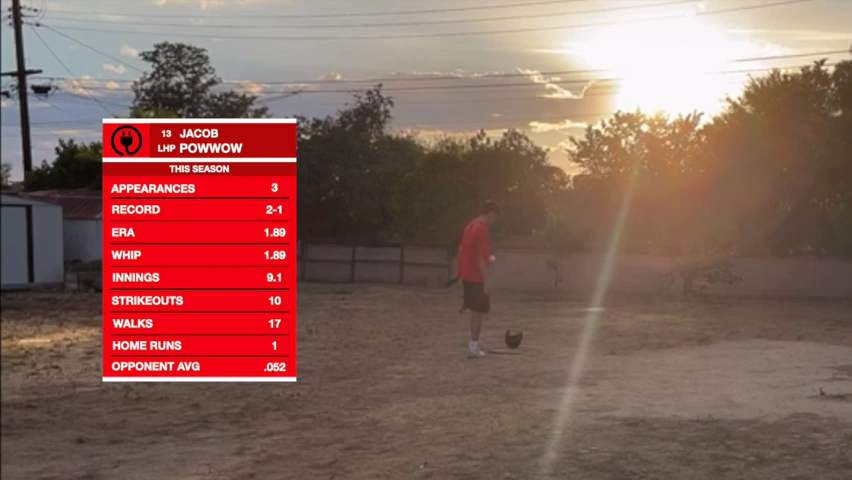 13 JACOB
LHP POWWOW
THIS SEASON
APPEARANCES 3
RECORD 2-1
ERA 1.89
WHIP 1.89
INNINGS 9.1
STRIKEOUTS 10
WALKS 17
HOME RUNS 1
OPPONENT AVG .052